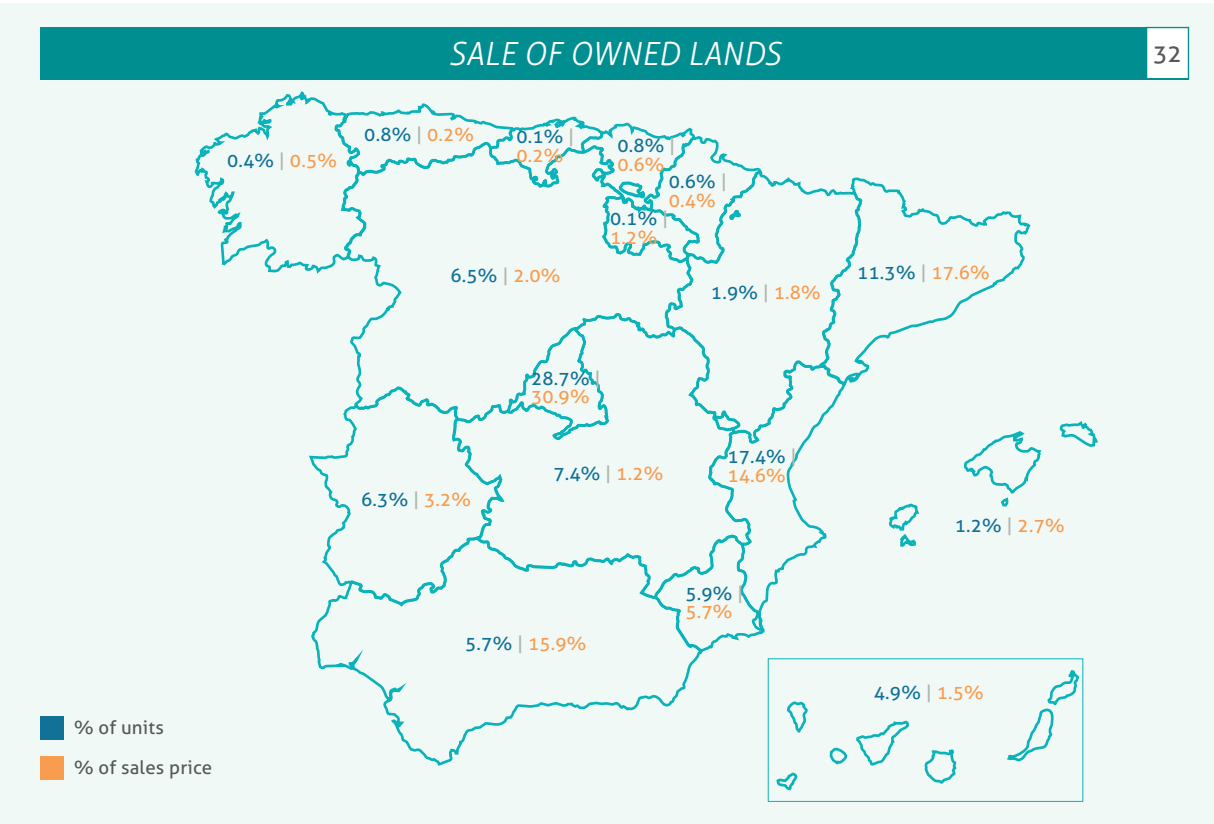 SALE OF OWNED LANDS
32
0.8% | 0.2%
0.1% |
0.2%
0.8% |
0.6%
0.4% | 0.5%
0.6% |
0.4%
0.1% |
1.2%
6.5% | 2.0%
1.9% | 1.8%
11.3% | 17.6%
28.7% |
30.9%
17.4% |
14.6%
7.4% | 1.2%
6.3% | 3.2%
1.2% | 2.7%
5.9% |
5.7%
5.7% | 15.9%
4.9% | 1.5%
% of units
% of sales price